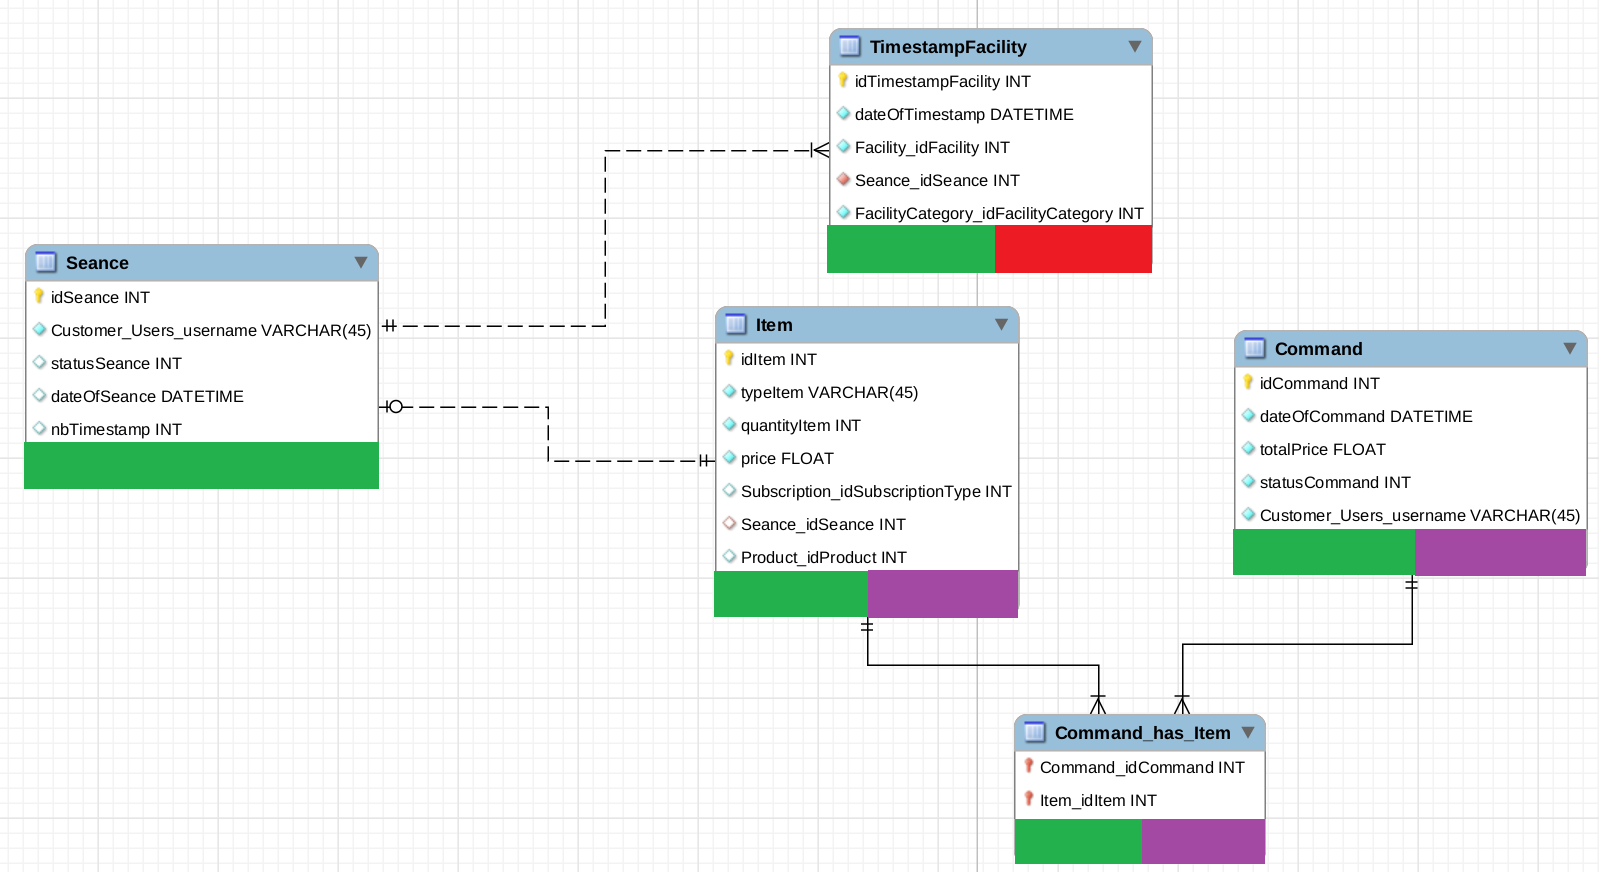 TimestampFacility
idTimestampFacility INT
dateOfTimestamp DATETIME
Facility_idFacility INT
Seance_idSeance INT
FacilityCategory_idFacilityCategory INT
Seance
idSeance INT
Customer_Users_username VARCHAR(45)
statusSeance INT
dateOfSeance DATETIME
nbTimestamp INT
Item
idItem INT
typeItem VARCHAR(45)
quantityItem INT
price FLOAT
Subscription_idSubscriptionType INT
Seance_idSeance INT
Product_idProduct INT
Command
idCommand INT
dateOfCommand DATETIME
totalPrice FLOAT
statusCommand INT
Customer_Users_username VARCHAR(45)
Command_has_Item
Command_idCommand INT
Item_idItem INT